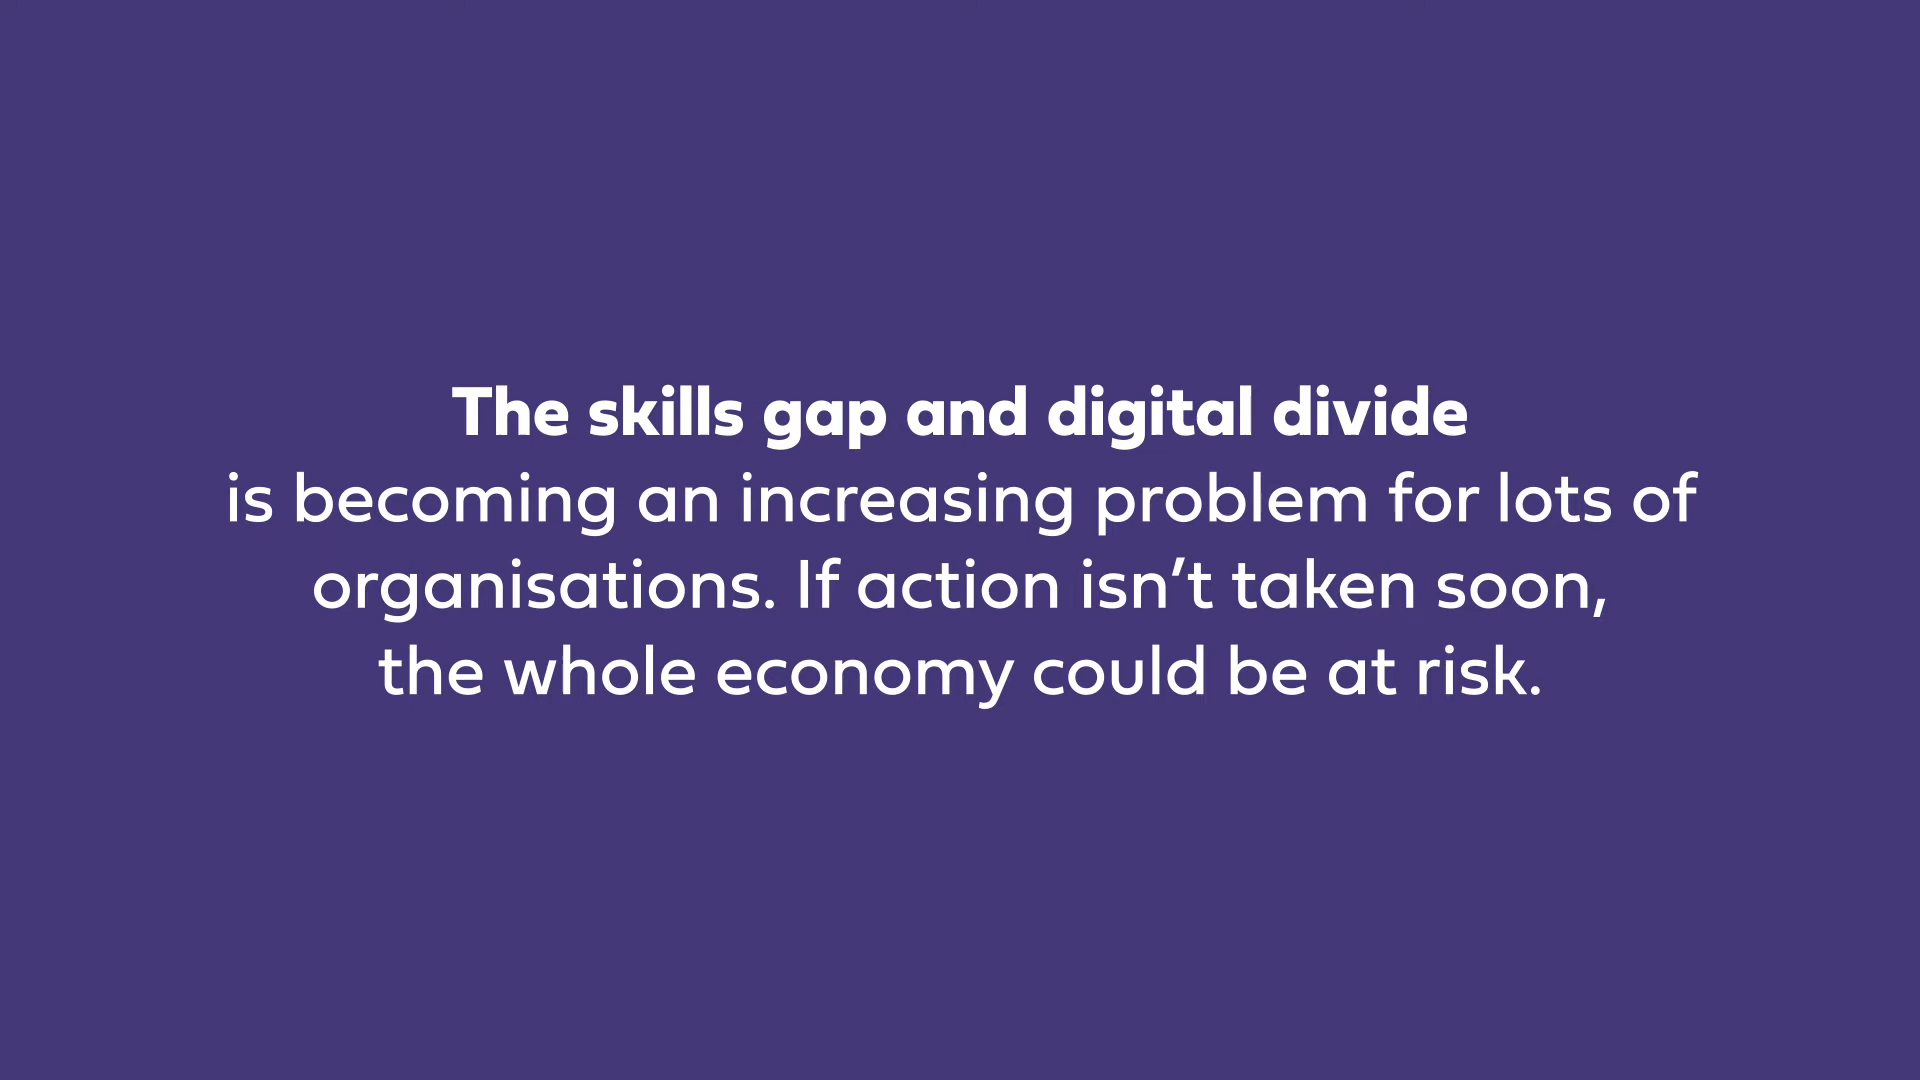 The skills gap and digital divide
is becoming an increasing problem for lots of
organisations. If action isn’t taken soon,
the whole economy could be at risk.